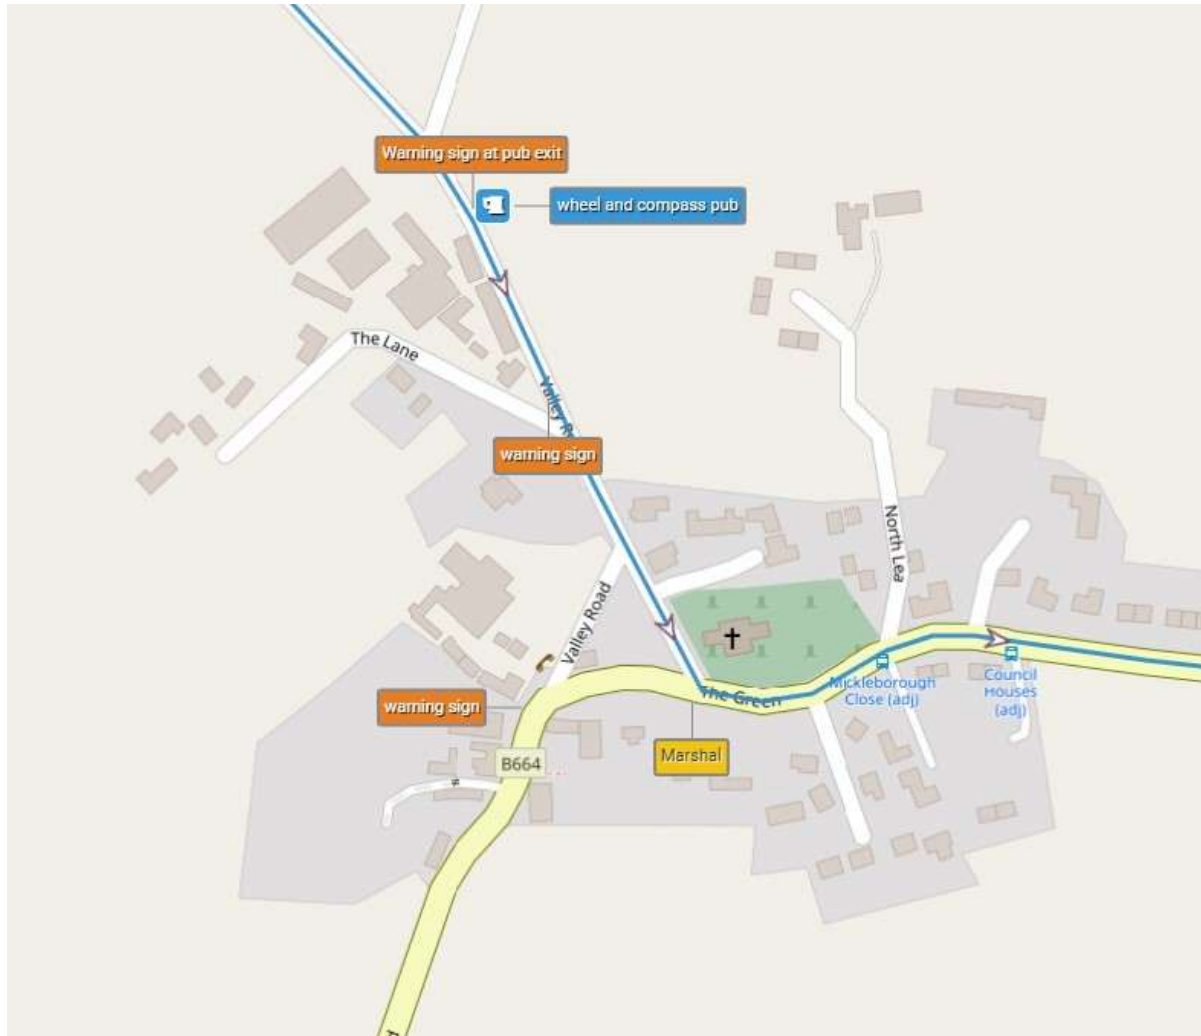 Warning sign at pub exit
wheel and compass pub
The Lane
warning sign
North Lea
Valley Road
The Green
Mickleborough
Close (adj)
Council
Houses
(adj)
warning sign
Marshal
B664